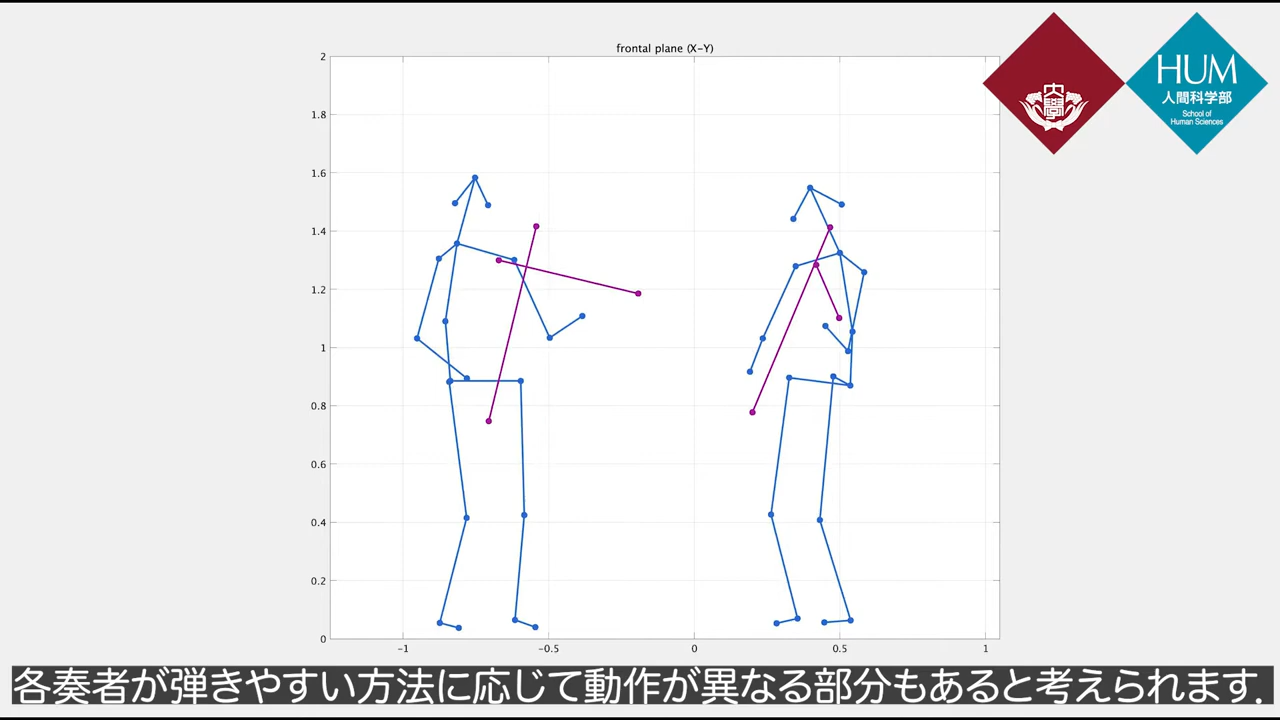 frontal plane (X-Y)
2
1.8
1.6
1.4
1.2
1
0.8
0.6
0.4
0.2
0
-1
-0.5
0
0.5
1
HUM
人間科学部
School of
Human Sciences
各奏者が弾きやすい方法に応じて動作が異なる部分もあると考えられます.